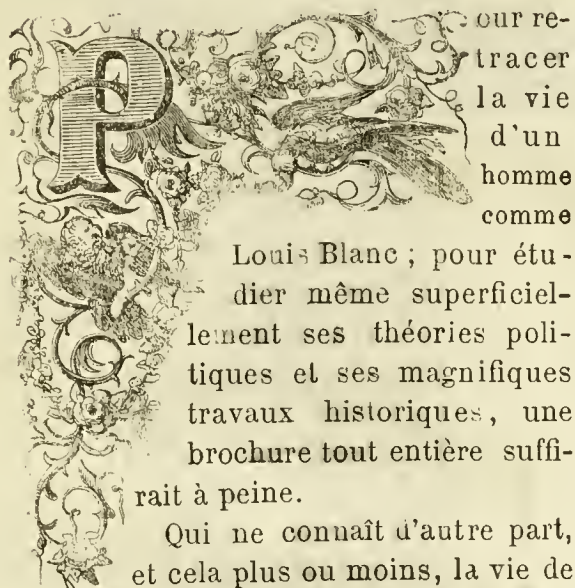 Pour re-
tracer
la vie
d'un
homme
comme
Louis Blanc ; pour étu-
dier même superficiel-
lement ses théories poli-
tiques et ses magnifiques
travaux historiques, une
brochure tout entière suffi-
rait à peine.
Qui ne connaît d'autre part,
et cela plus ou moins, la vie de